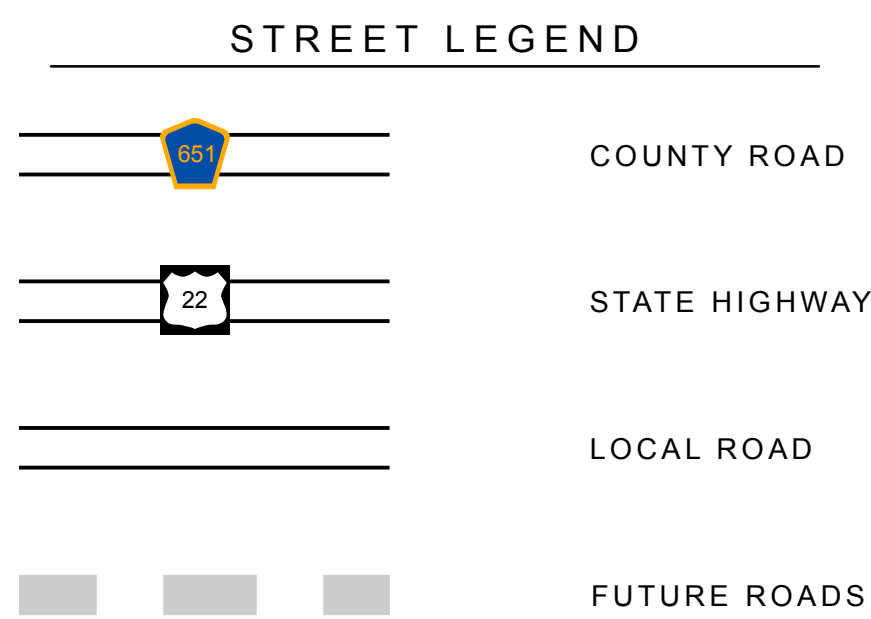 STREET LEGEND
651 COUNTY ROAD
22 STATE HIGHWAY
LOCAL ROAD
FUTURE ROADS